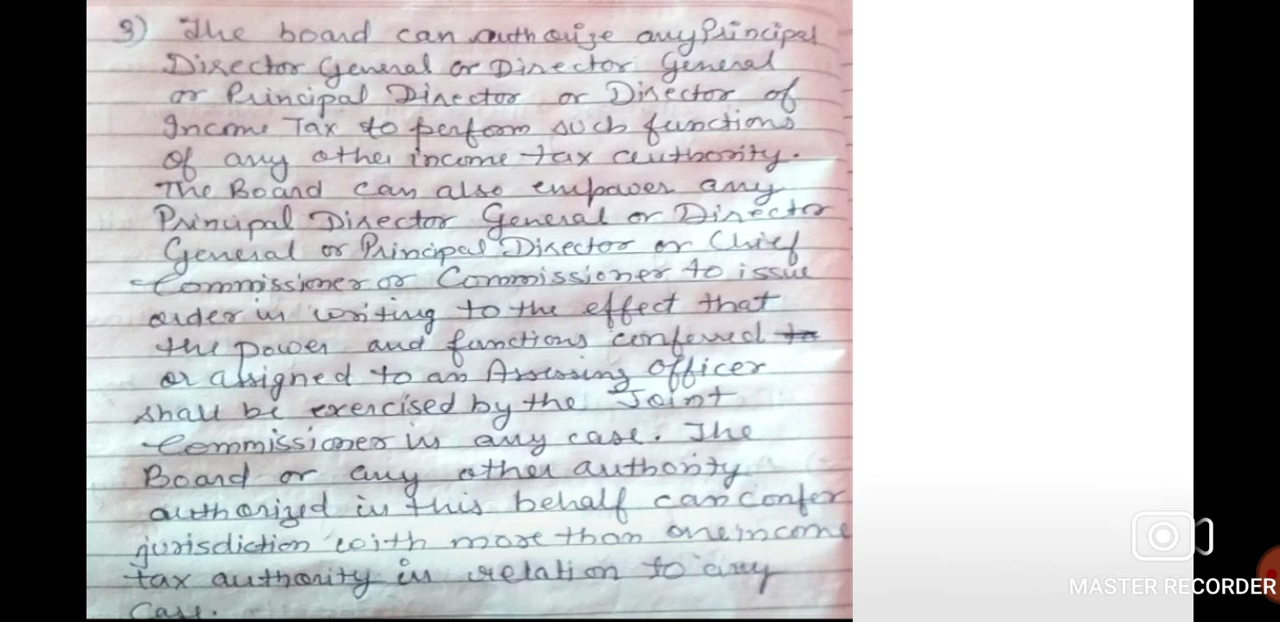 3) The board can authorize any Principal
Director General or Director General
or Principal Director or Director of
Income Tax to perform such functions
of any other income tax authority.
The Board can also empower any
Principal Director General or Director
General or Principal Director or Chief
Commissioner or Commissioner to issue
order in writing to the effect that
the power and functions conferred to
or assigned to an Assessing Officer
shall be exercised by the Joint
Commissioner in any case. The
Board or any other authority
authorized in this behalf can confer
jurisdiction with more than one income
tax authority in relation to any
Case.
MASTER RECORDER